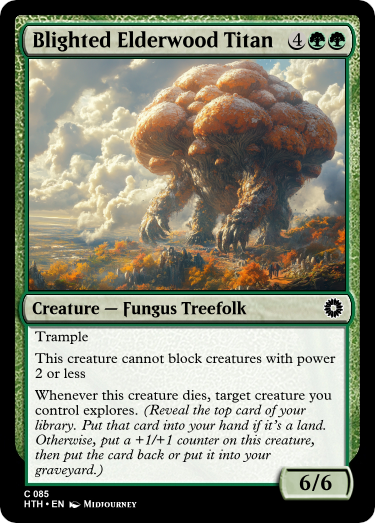 Blighted Elderwood Titan 4
Creature — Fungus Treefolk
Trample
This creature cannot block creatures with power
2 or less
Whenever this creature dies, target creature you
control explores. (Reveal the top card of your
library. Put that card into your hand if it's a land.
Otherwise, put a +1/+1 counter on this creature,
then put the card back or put it into your
graveyard.)
6/6
C 085
HTH • EN Midjourney